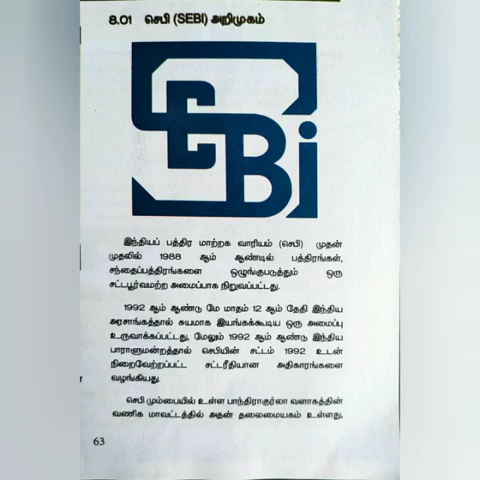 8.01 செபி (SEBI) அறிமுகம்
SEBi
இந்தியப் பத்திர மாற்றக வாரியம் (செபி) முதன்
முதலில் 1988 ஆம் ஆண்டில் பத்திரங்கள்,
சந்தைப்பத்திரங்களை ஒழுங்குபடுத்தும் ஒரு
சட்டபூர்வமற்ற அமைப்பாக நிறுவப்பட்டது.
1992 ஆம் ஆண்டு மே மாதம் 12 ஆம் தேதி இந்திய
அரசாங்கத்தால் சுயமாக இயங்கக்கூடிய ஒரு அமைப்பு
உருவாக்கப்பட்டது, மேலும் 1992 ஆம் ஆண்டு இந்திய
பாராளுமன்றத்தால் செபியின் சட்டம் 1992 உடன்
நிறைவேற்றப்பட்ட சட்டரீதியான அதிகாரங்களை
வழங்கியது.
செபி மும்பையில் உள்ள பாந்திராகுர்லா வளாகத்தின்
வணிக மாவட்டத்தில் அதன் தலைமையகம் உள்ளது,
63